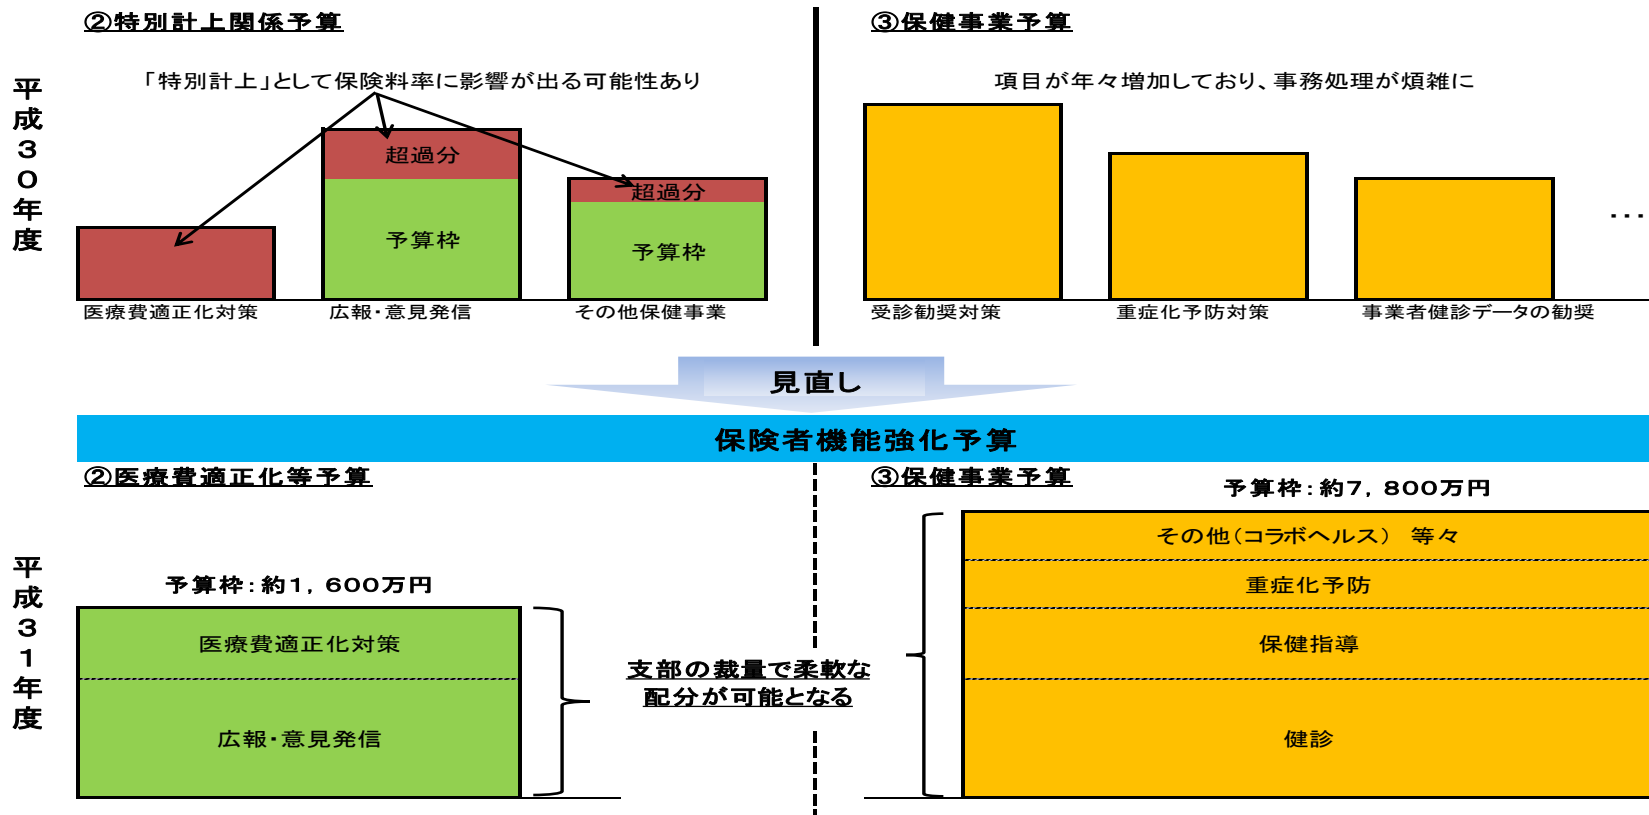 平成30年度
②特別計上関係予算
「特別計上」として保険料率に影響が出る可能性あり
超過分
予算枠
超過分
予算枠
医療費適正化対策
広報・意見発信
その他保健事業
③保健事業予算
項目が年々増加しており、事務処理が煩雑に
…
受診勧奨対策
重症化予防対策
事業者健診データの勧奨
見直し
保険者機能強化予算
平成31年度
②医療費適正化等予算
予算枠:約1,600万円
医療費適正化対策
広報・意見発信
支部の裁量で柔軟な
配分が可能となる
③保健事業予算
予算枠:約7,800万円
その他(コラボヘルス) 等々
重症化予防
保健指導
健診